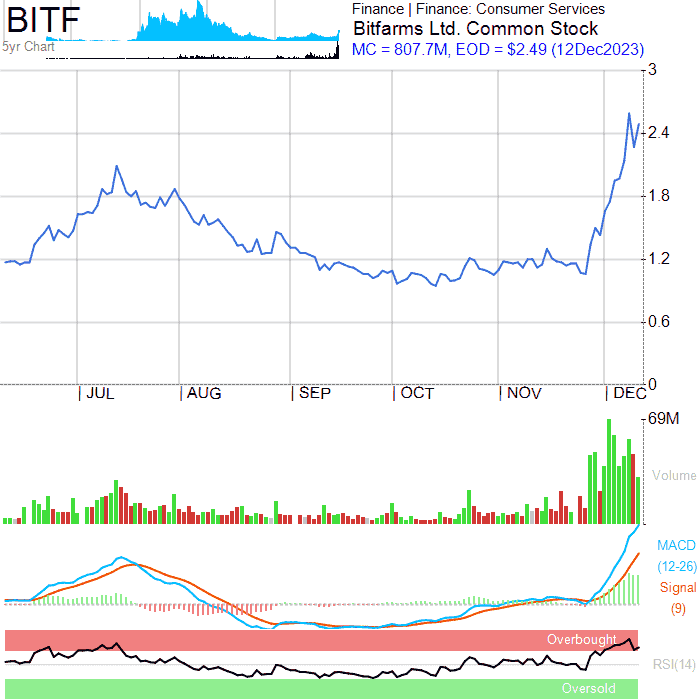 BITF
5yr Chart
Finance | Finance: Consumer Services
Bitfarms Ltd. Common Stock
MC = 807.7M, EOD = $2.49 (12Dec2023)
3
2.4
1.8
1.2
0.6
0
| JUL | AUG | SEP | OCT | NOV | DEC
69M
Volume
MACD
(12-26)
Signal
(9)
Overbought
RSI(14)
Oversold